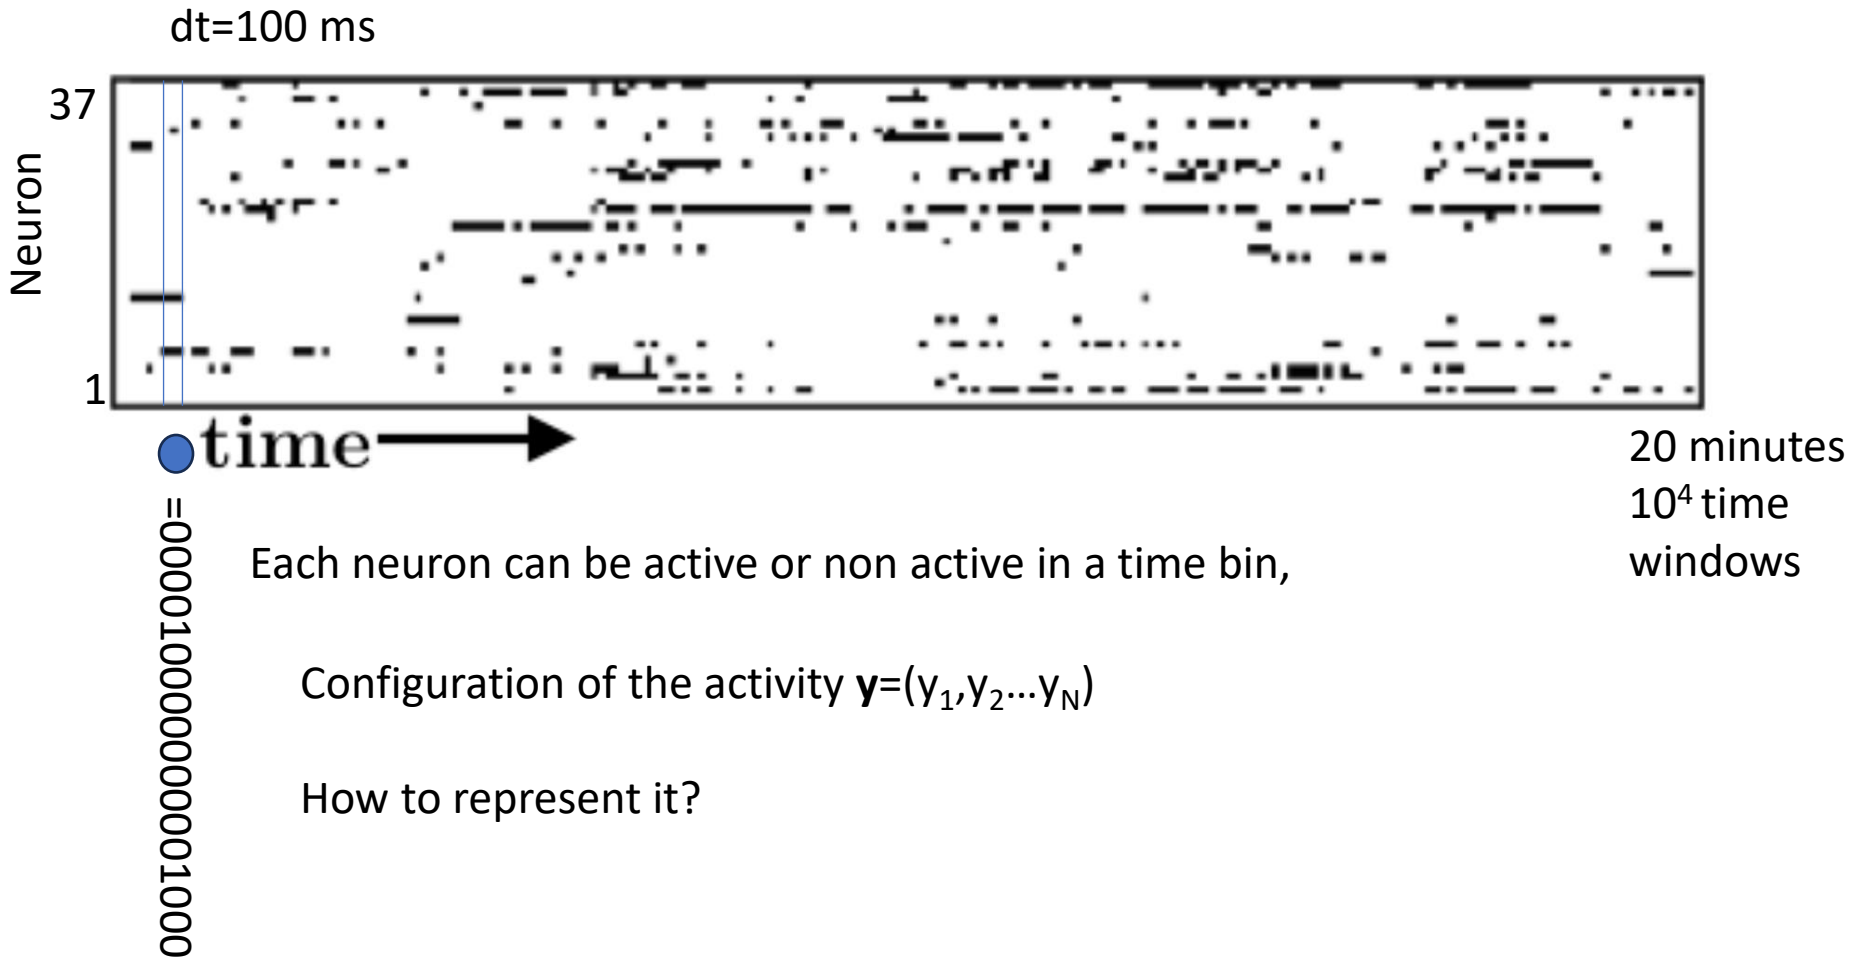 dt=100 ms
37
Neuron
1
time
20 minutes
10⁴ time
windows
=0000100000000001000
Each neuron can be active or non active in a time bin,
Configuration of the activity y=(y₁,y₂...y_N)
How to represent it?